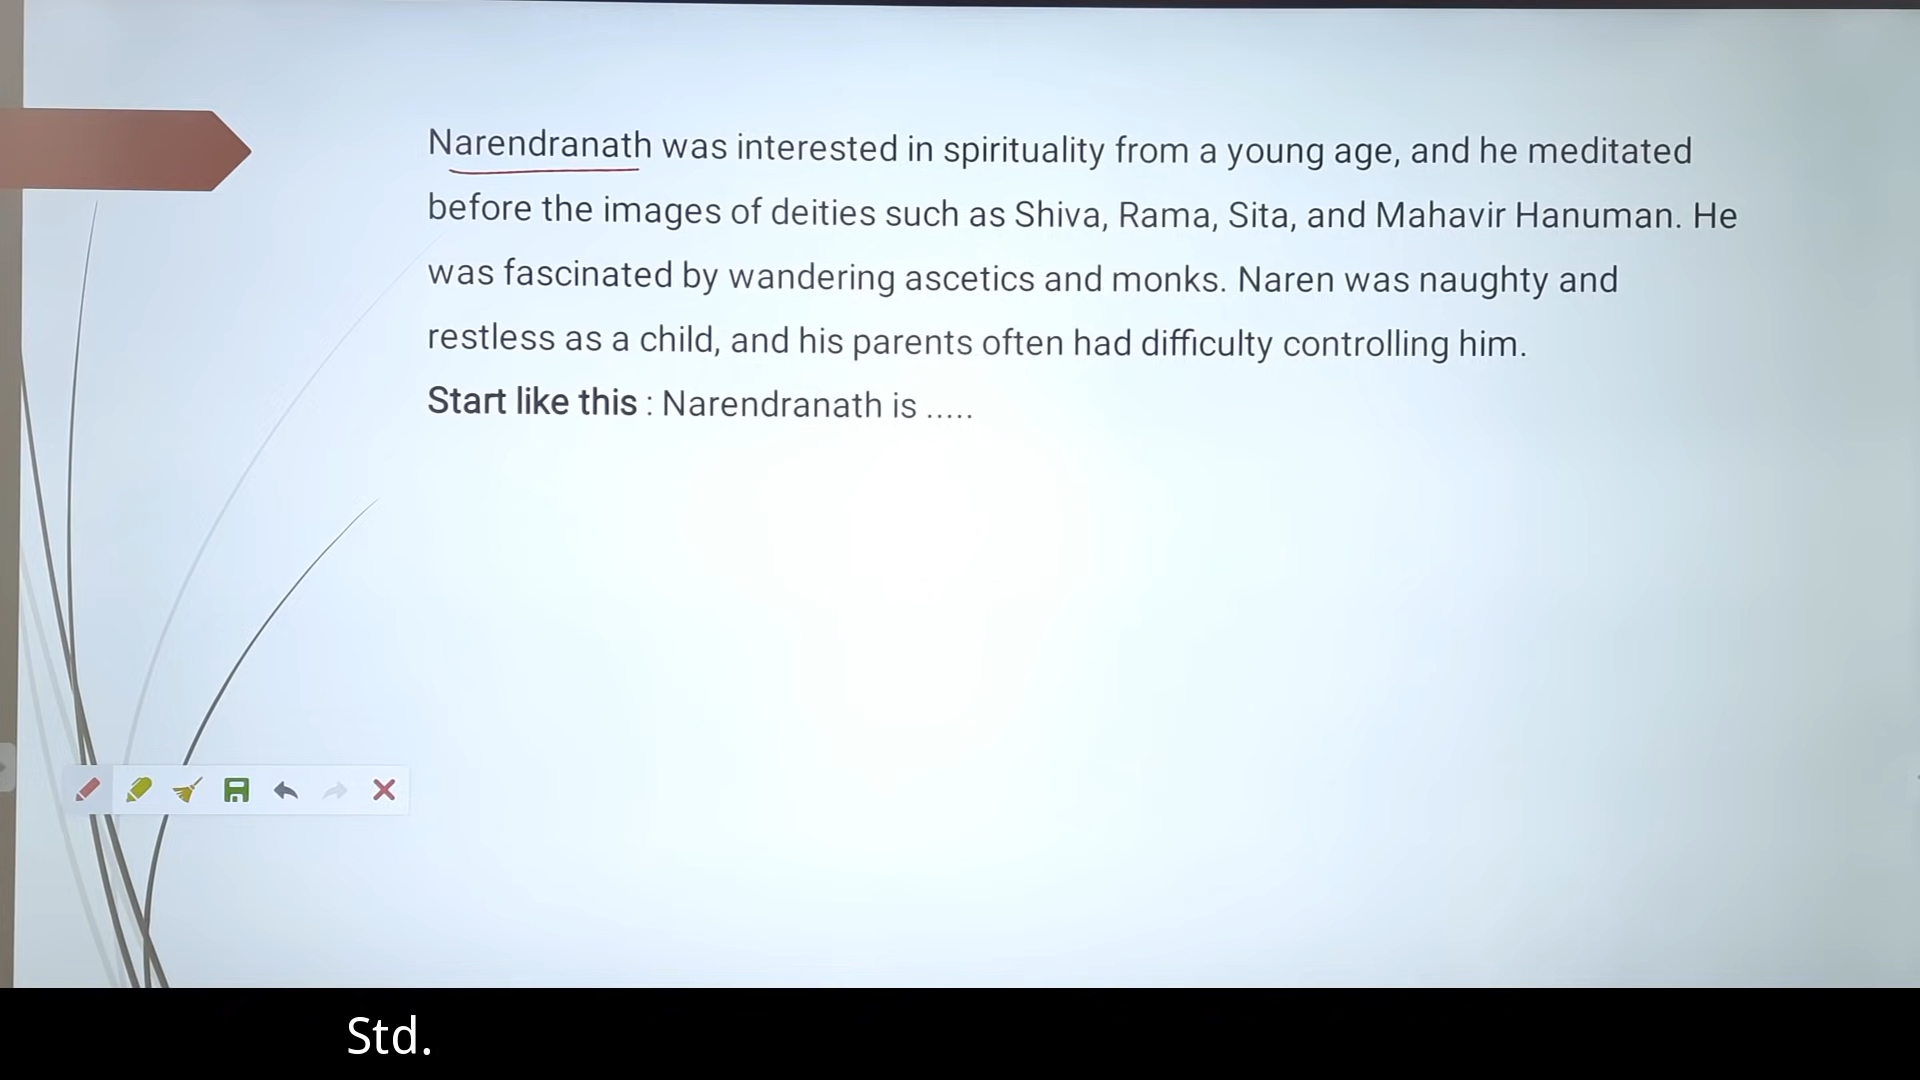 Narendranath was interested in spirituality from a young age, and he meditated
before the images of deities such as Shiva, Rama, Sita, and Mahavir Hanuman. He
was fascinated by wandering ascetics and monks. Naren was naughty and
restless as a child, and his parents often had difficulty controlling him.
Start like this : Narendranath is .....
Std.